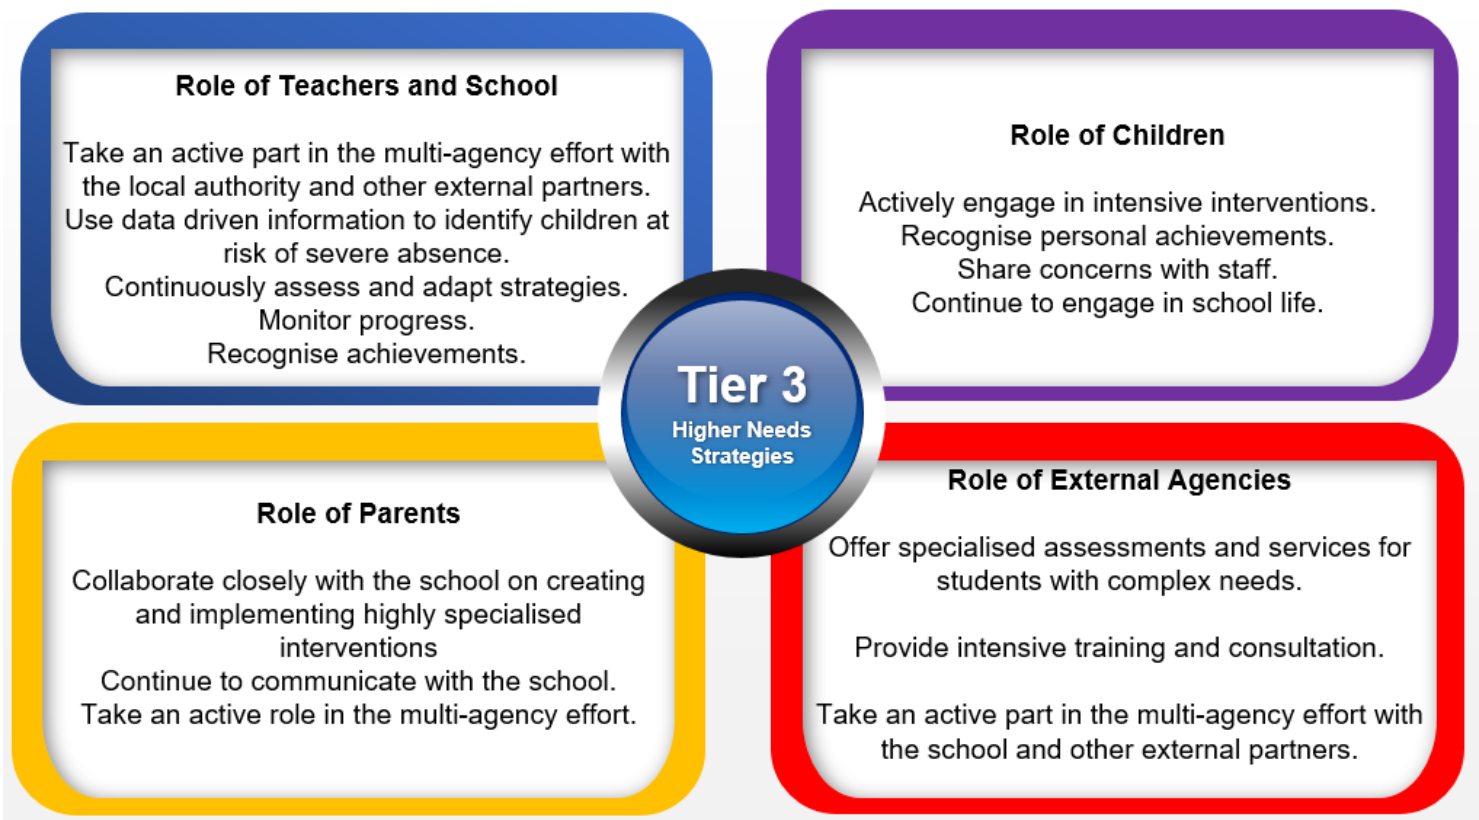 Role of Teachers and School
Take an active part in the multi-agency effort with
the local authority and other external partners.
Use data driven information to identify children at
risk of severe absence.
Continuously assess and adapt strategies.
Monitor progress.
Recognise achievements.
Role of Children
Actively engage in intensive interventions.
Recognise personal achievements.
Share concerns with staff.
Continue to engage in school life.
Tier 3
Higher Needs
Strategies
Role of Parents
Collaborate closely with the school on creating
and implementing highly specialised
interventions
Continue to communicate with the school.
Take an active role in the multi-agency effort.
Role of External Agencies
Offer specialised assessments and services for
students with complex needs.
Provide intensive training and consultation.
Take an active part in the multi-agency effort with
the school and other external partners.